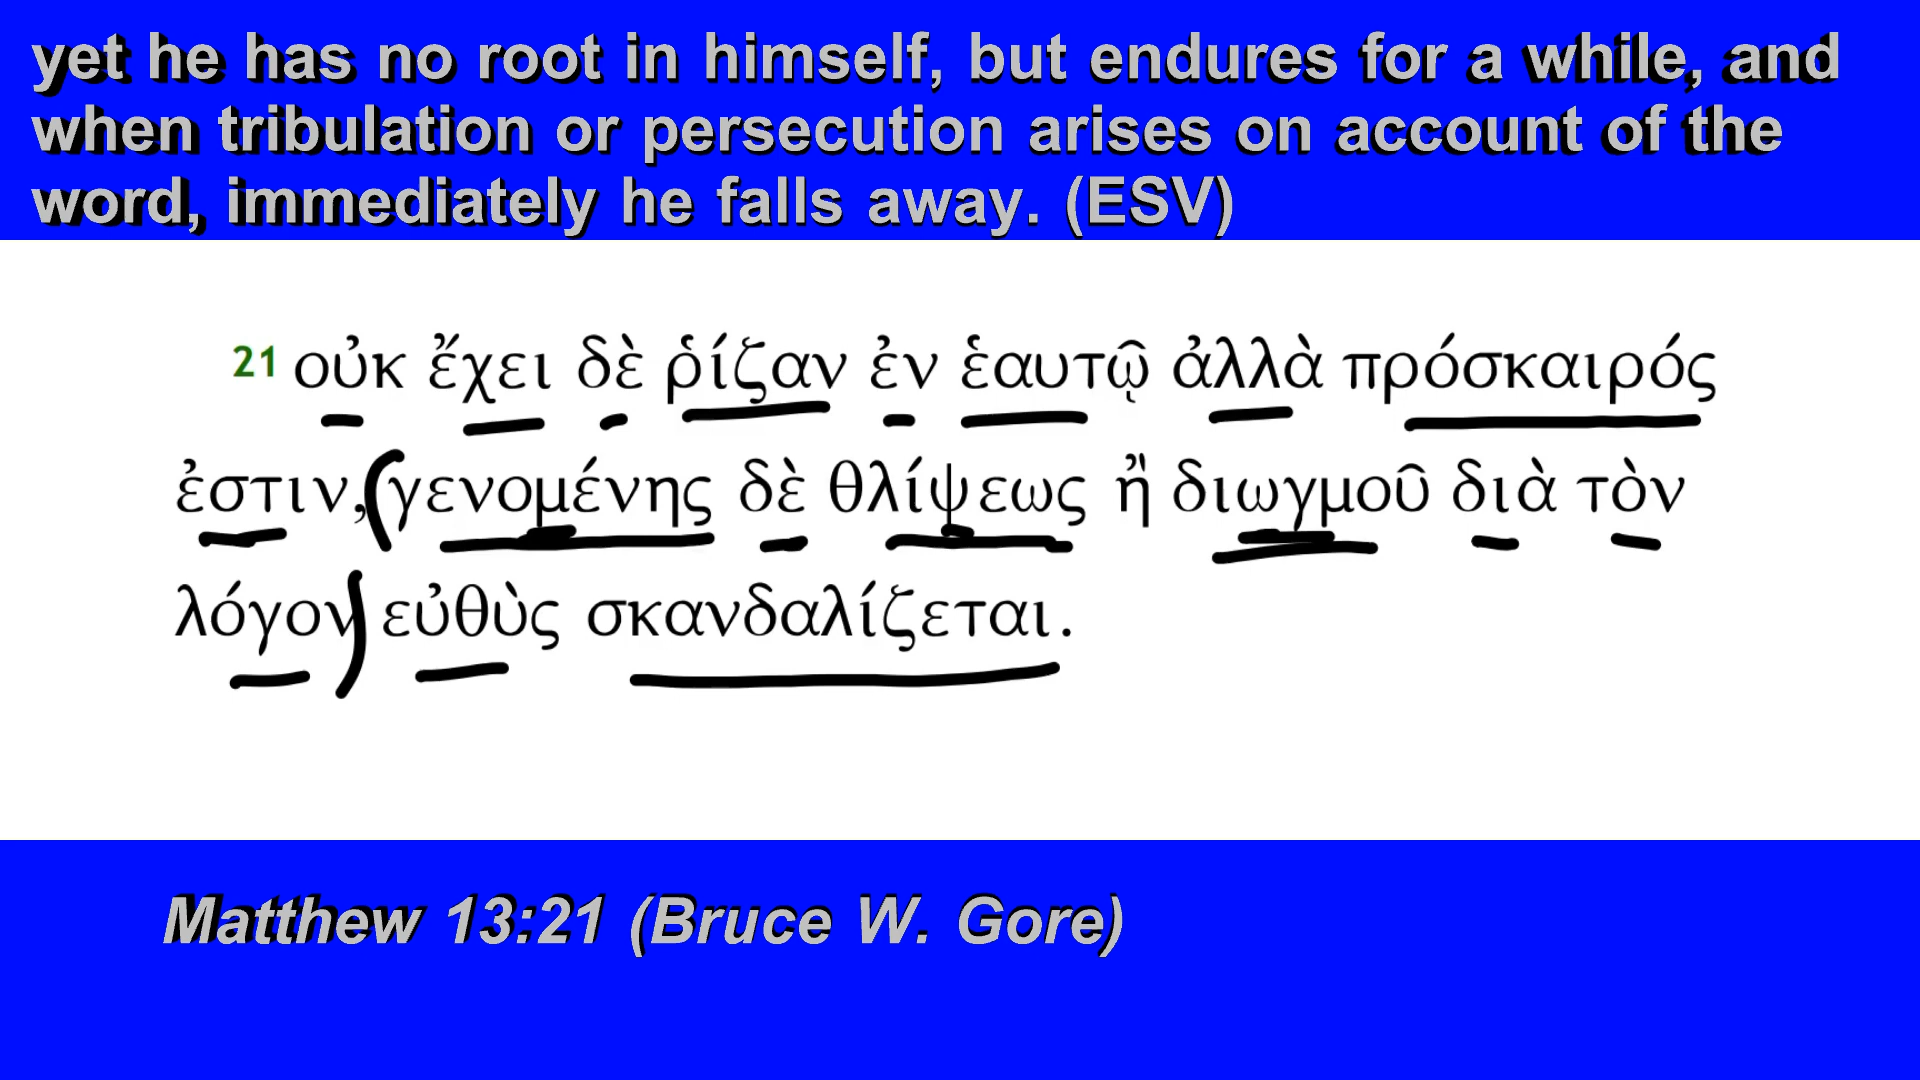 yet he has no root in himself, but endures for a while, and
when tribulation or persecution arises on account of the
word, immediately he falls away. (ESV)
21 οὐκ ἔχει δὲ ῥίζαν ἐν ἑαυτῷ ἀλλὰ πρόσκαιρός
ἐστιν, (γενομένης δὲ θλίψεως ἢ διωγμοῦ διὰ τὸν
λόγον) εὐθὺς σκανδαλίζεται.
Matthew 13:21 (Bruce W. Gore)